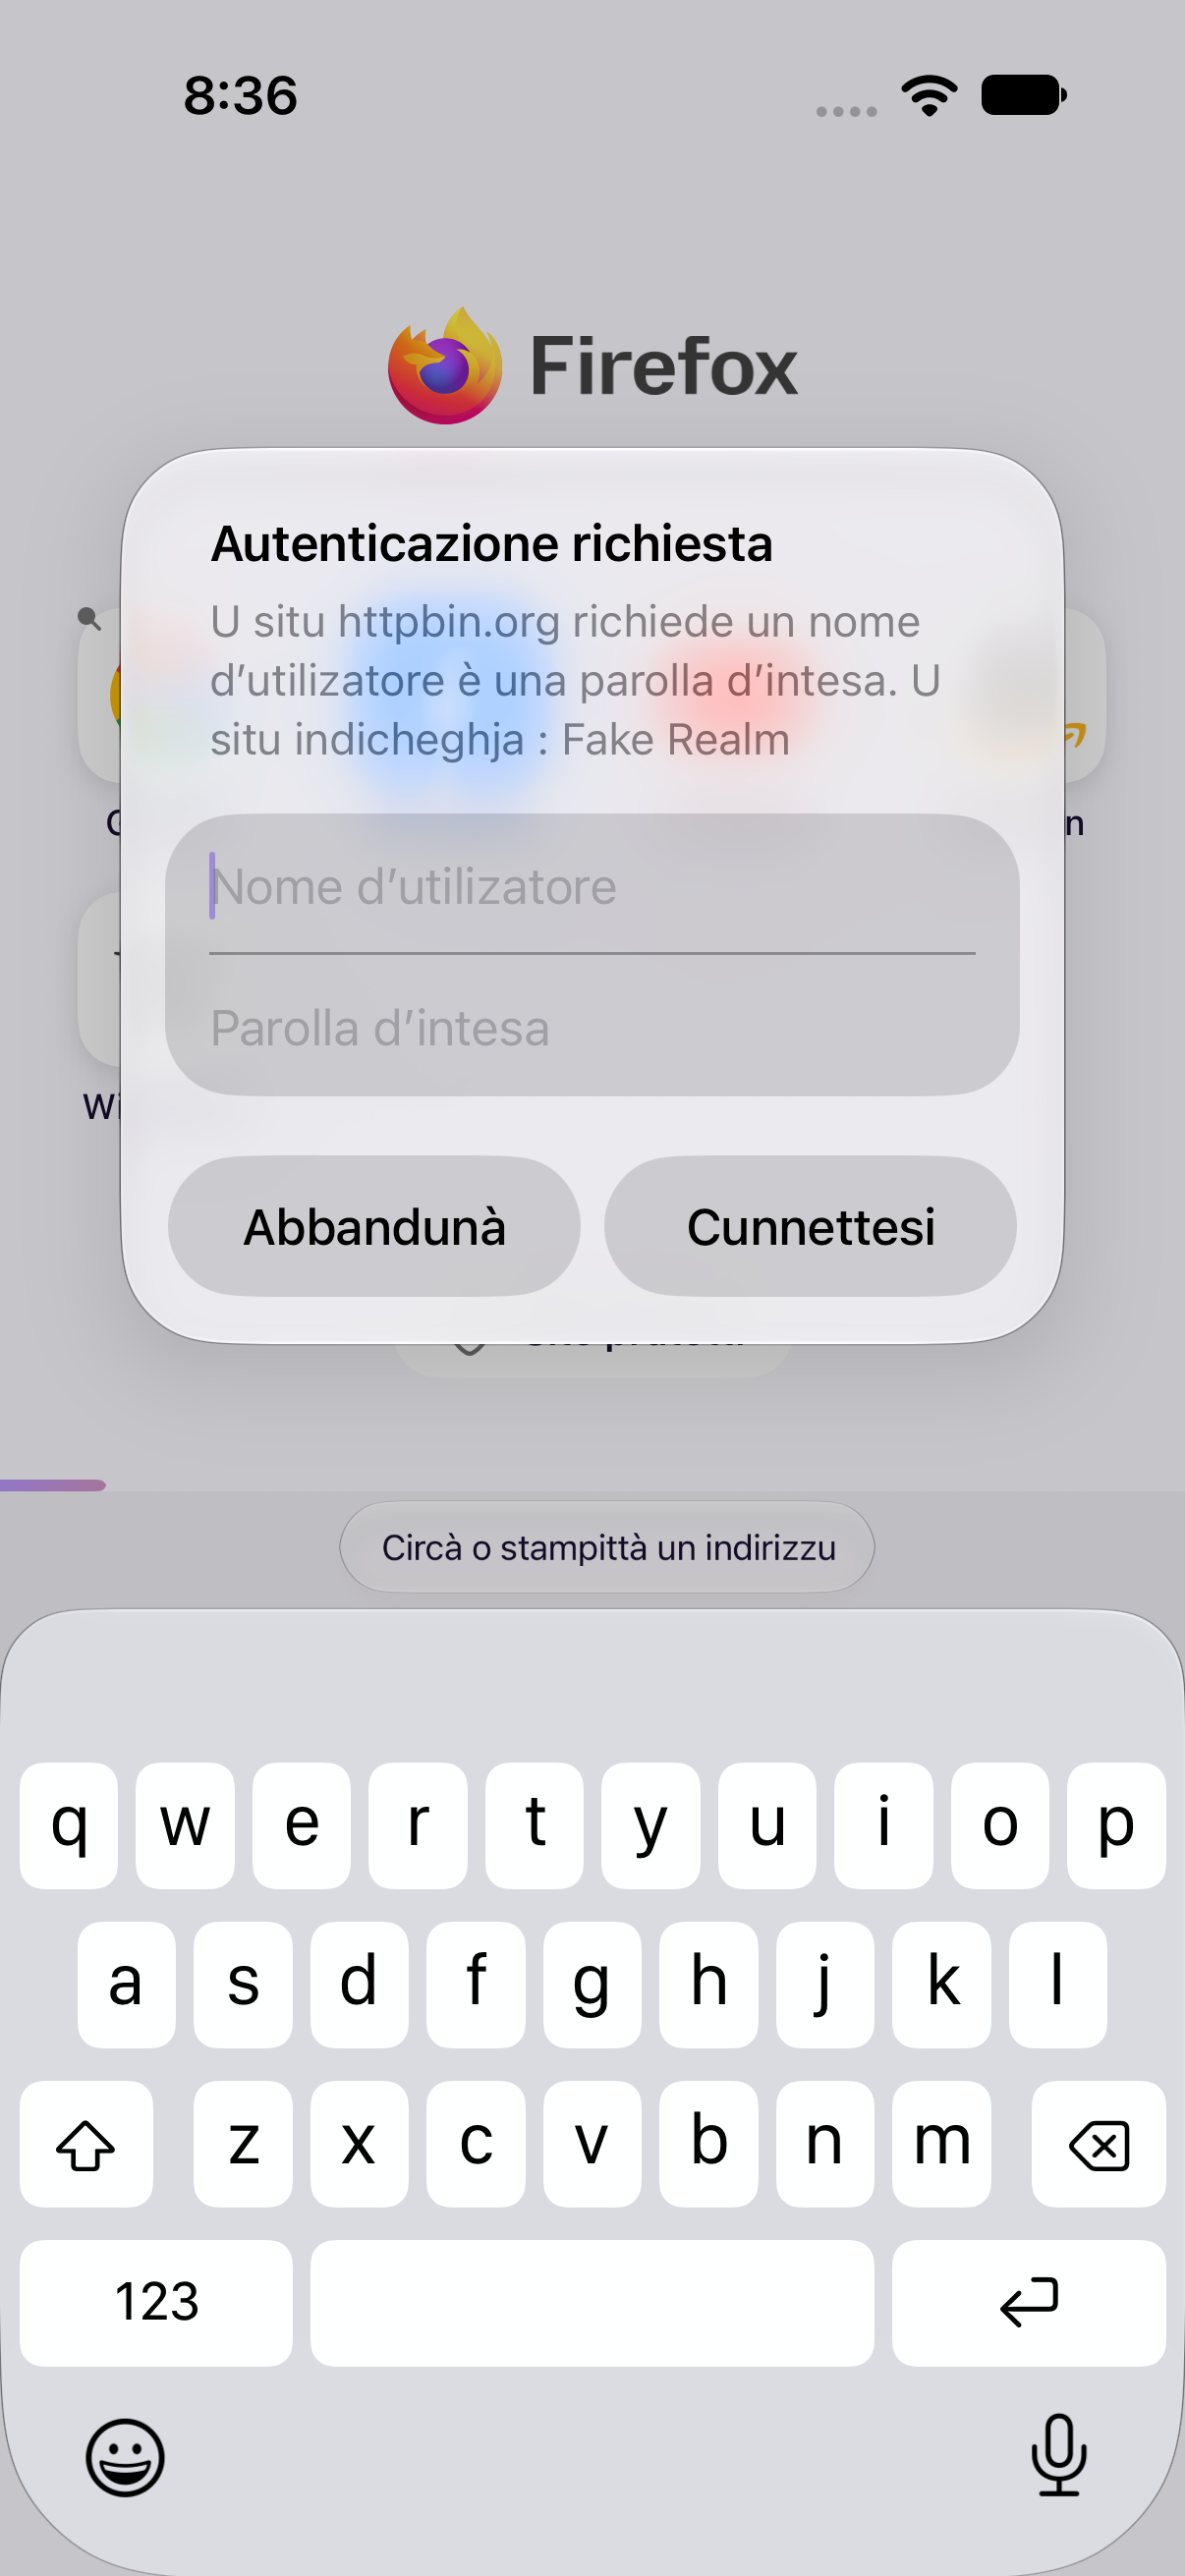 8:36
Firefox
Autenticazione richiesta
U situ httpbin.org richiede un nome
d’utilizatore è una parolla d’intesa. U
situ indicheghja : Fake Realm
Nome d’utilizatore
Parolla d’intesa
Abbandunà
Cunnettesi
Circà o stampittà un indirizzu
q w e r t y u i o p
a s d f g h j k l
z x c v b n m
123